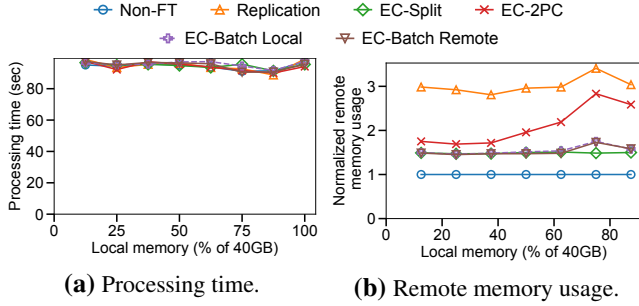 Non-FT Replication EC-Split EC-2PC
EC-Batch Local EC-Batch Remote
Processing time (sec)
80
60
40
20
0
0 25 50 75 100
Local memory (% of 40GB)
(a) Processing time.
Normalized remote
memory usage
3
2
1
0
0 20 40 60 80
Local memory (% of 40GB)
(b) Remote memory usage.